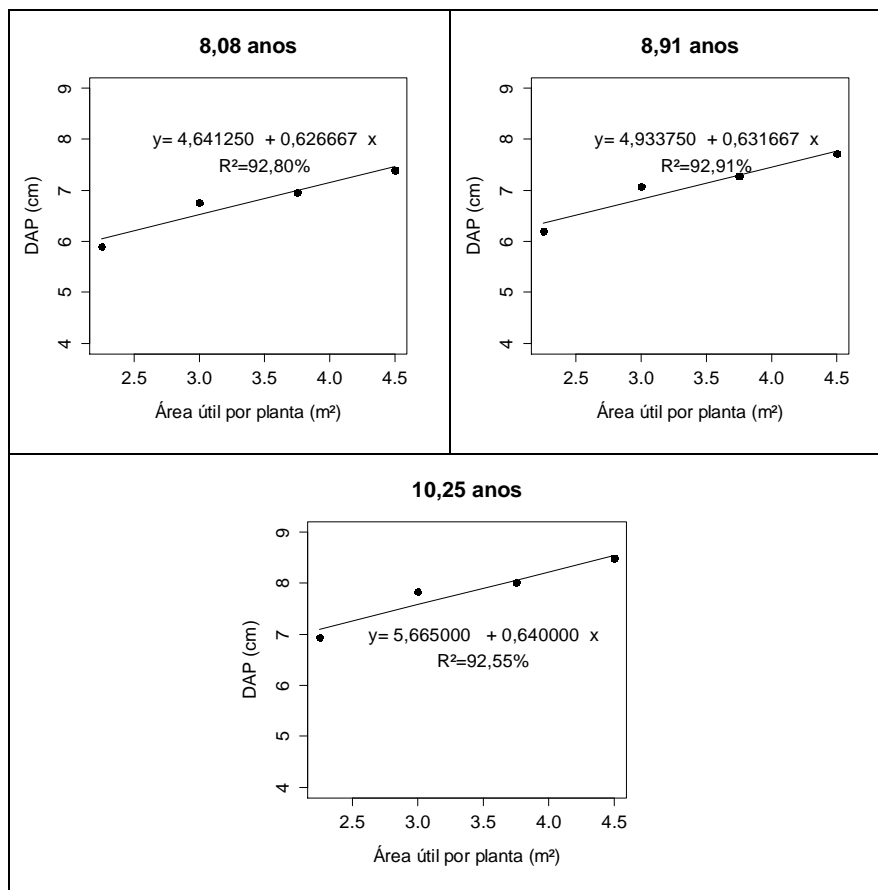 8,08 anos
9
8
7
6
5
4
DAP (cm)
y= 4,641250 + 0,626667 x
R²=92,80%
2.5 3.0 3.5 4.0 4.5
Área útil por planta (m²)
8,91 anos
9
8
7
6
5
4
DAP (cm)
y= 4,933750 + 0,631667 x
R²=92,91%
2.5 3.0 3.5 4.0 4.5
Área útil por planta (m²)
10,25 anos
9
8
7
6
5
4
DAP (cm)
y= 5,665000 + 0,640000 x
R²=92,55%
2.5 3.0 3.5 4.0 4.5
Área útil por planta (m²)